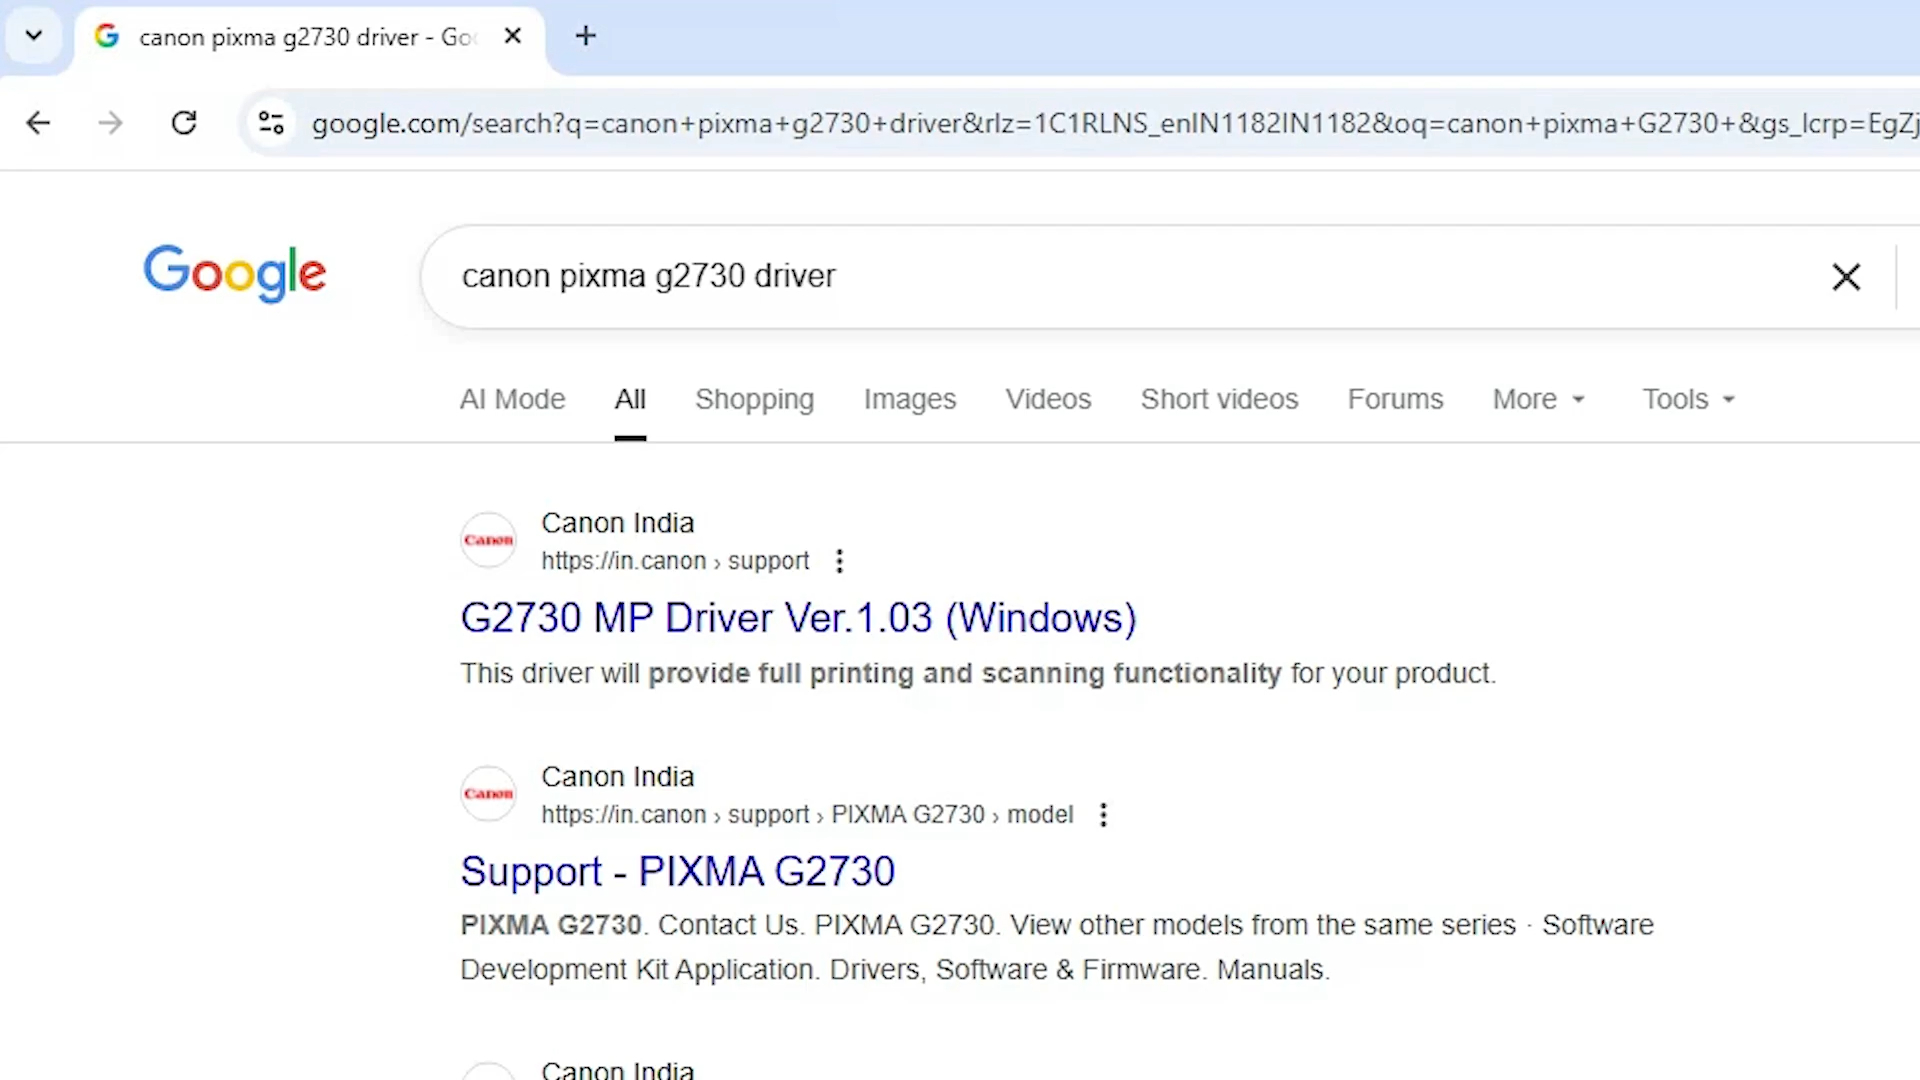 canon pixma g2730 driver - Goo
google.com/search?q=canon+pixma+g2730+driver&rlz=1C1RLNS_enIN1182IN1182&oq=canon+pixma+G2730+&gs_lcrp=EgZj
Google
canon pixma g2730 driver
AI Mode All Shopping Images Videos Short videos Forums More Tools
Canon India
Canon
https://in.canon › support
G2730 MP Driver Ver.1.03 (Windows)
This driver will provide full printing and scanning functionality for your product.
Canon India
Canon
https://in.canon › support › PIXMA G2730 › model
Support - PIXMA G2730
PIXMA G2730. Contact Us. PIXMA G2730. View other models from the same series · Software
Development Kit Application. Drivers, Software & Firmware. Manuals.
Canon India